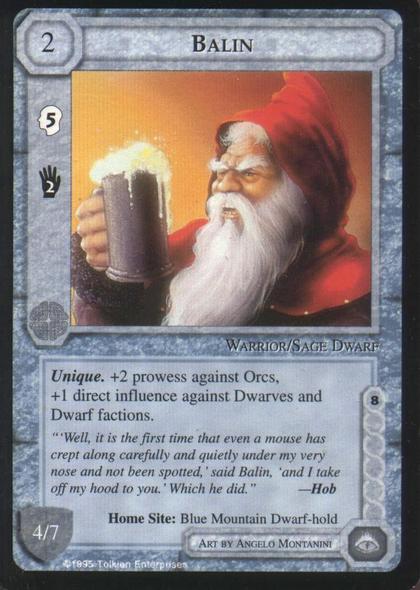 2
BALIN
5
2
WARRIOR/SAGE DWARF
Unique. +2 prowess against Orcs,
+1 direct influence against Dwarves and
Dwarf factions.
8
“‘Well, it is the first time that even a mouse has
crept along carefully and quietly under my very
nose and not been spotted,’ said Balin, ‘and I take
off my hood to you.’ Which he did.” —Hob
Home Site: Blue Mountain Dwarf-hold
4/7
ART BY ANGELO MONTANINI
©1995 Tolkien Enterprises